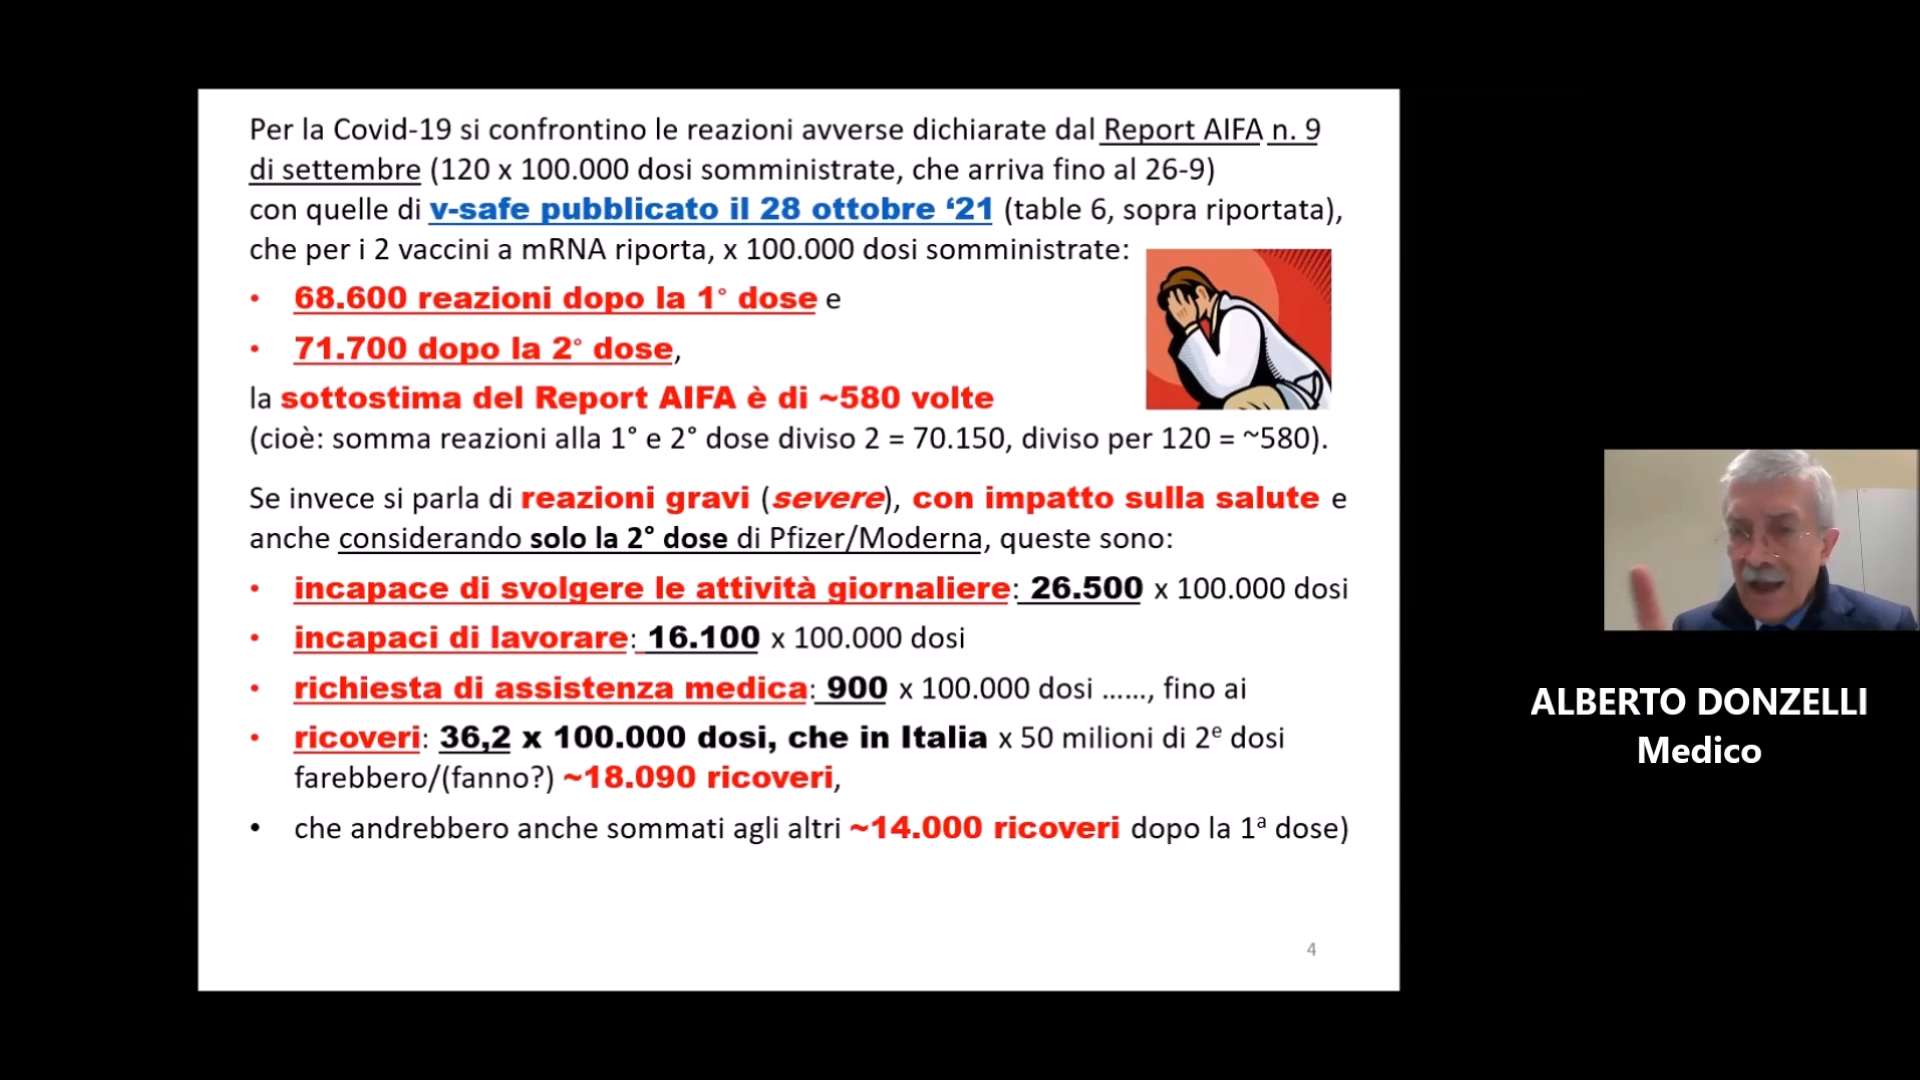 Per la Covid-19 si confrontino le reazioni avverse dichiarate dal Report AIFA n. 9
di settembre (120 x 100.000 dosi somministrate, che arriva fino al 26-9)
con quelle di v-safe pubblicato il 28 ottobre ‘21 (table 6, sopra riportata),
che per i 2 vaccini a mRNA riporta, x 100.000 dosi somministrate:
• 68.600 reazioni dopo la 1° dose e
• 71.700 dopo la 2° dose,
la sottostima del Report AIFA è di ~580 volte
(cioè: somma reazioni alla 1° e 2° dose diviso 2 = 70.150, diviso per 120 = ~580).
Se invece si parla di reazioni gravi (severe), con impatto sulla salute e
anche considerando solo la 2° dose di Pfizer/Moderna, queste sono:
• incapace di svolgere le attività giornaliere: 26.500 x 100.000 dosi
• incapaci di lavorare: 16.100 x 100.000 dosi
• richiesta di assistenza medica: 900 x 100.000 dosi ……, fino ai
• ricoveri: 36,2 x 100.000 dosi, che in Italia x 50 milioni di 2ᵉ dosi
farebbero/(fanno?) ~18.090 ricoveri,
• che andrebbero anche sommati agli altri ~14.000 ricoveri dopo la 1ª dose)
4
ALBERTO DONZELLI
Medico